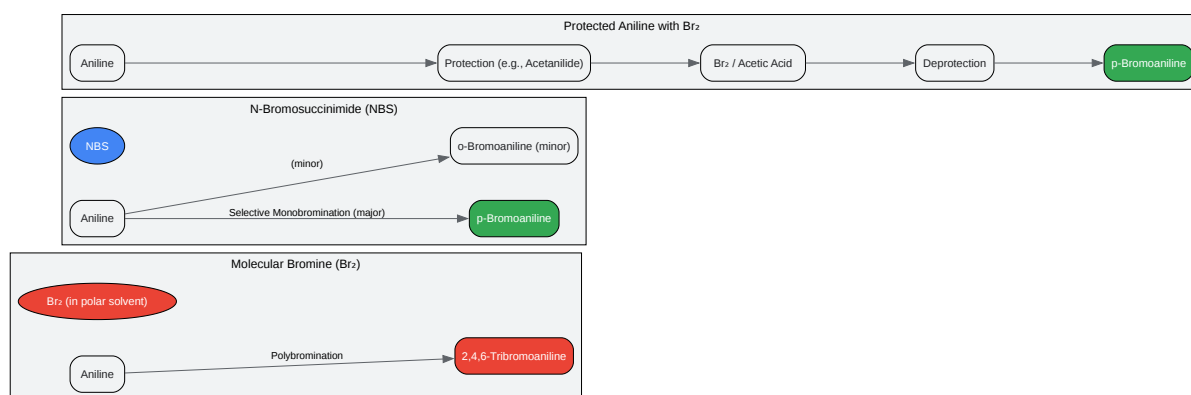 Protected Aniline with Br₂
Aniline
Protection (e.g., Acetanilide)
Br₂ / Acetic Acid
Deprotection
p-Bromoaniline
N-Bromosuccinimide (NBS)
NBS
o-Bromoaniline (minor)
(minor)
Aniline
Selective Monobromination (major)
p-Bromoaniline
Molecular Bromine (Br₂)
Br₂ (in polar solvent)
Polybromination
2,4,6-Tribromoaniline
Aniline